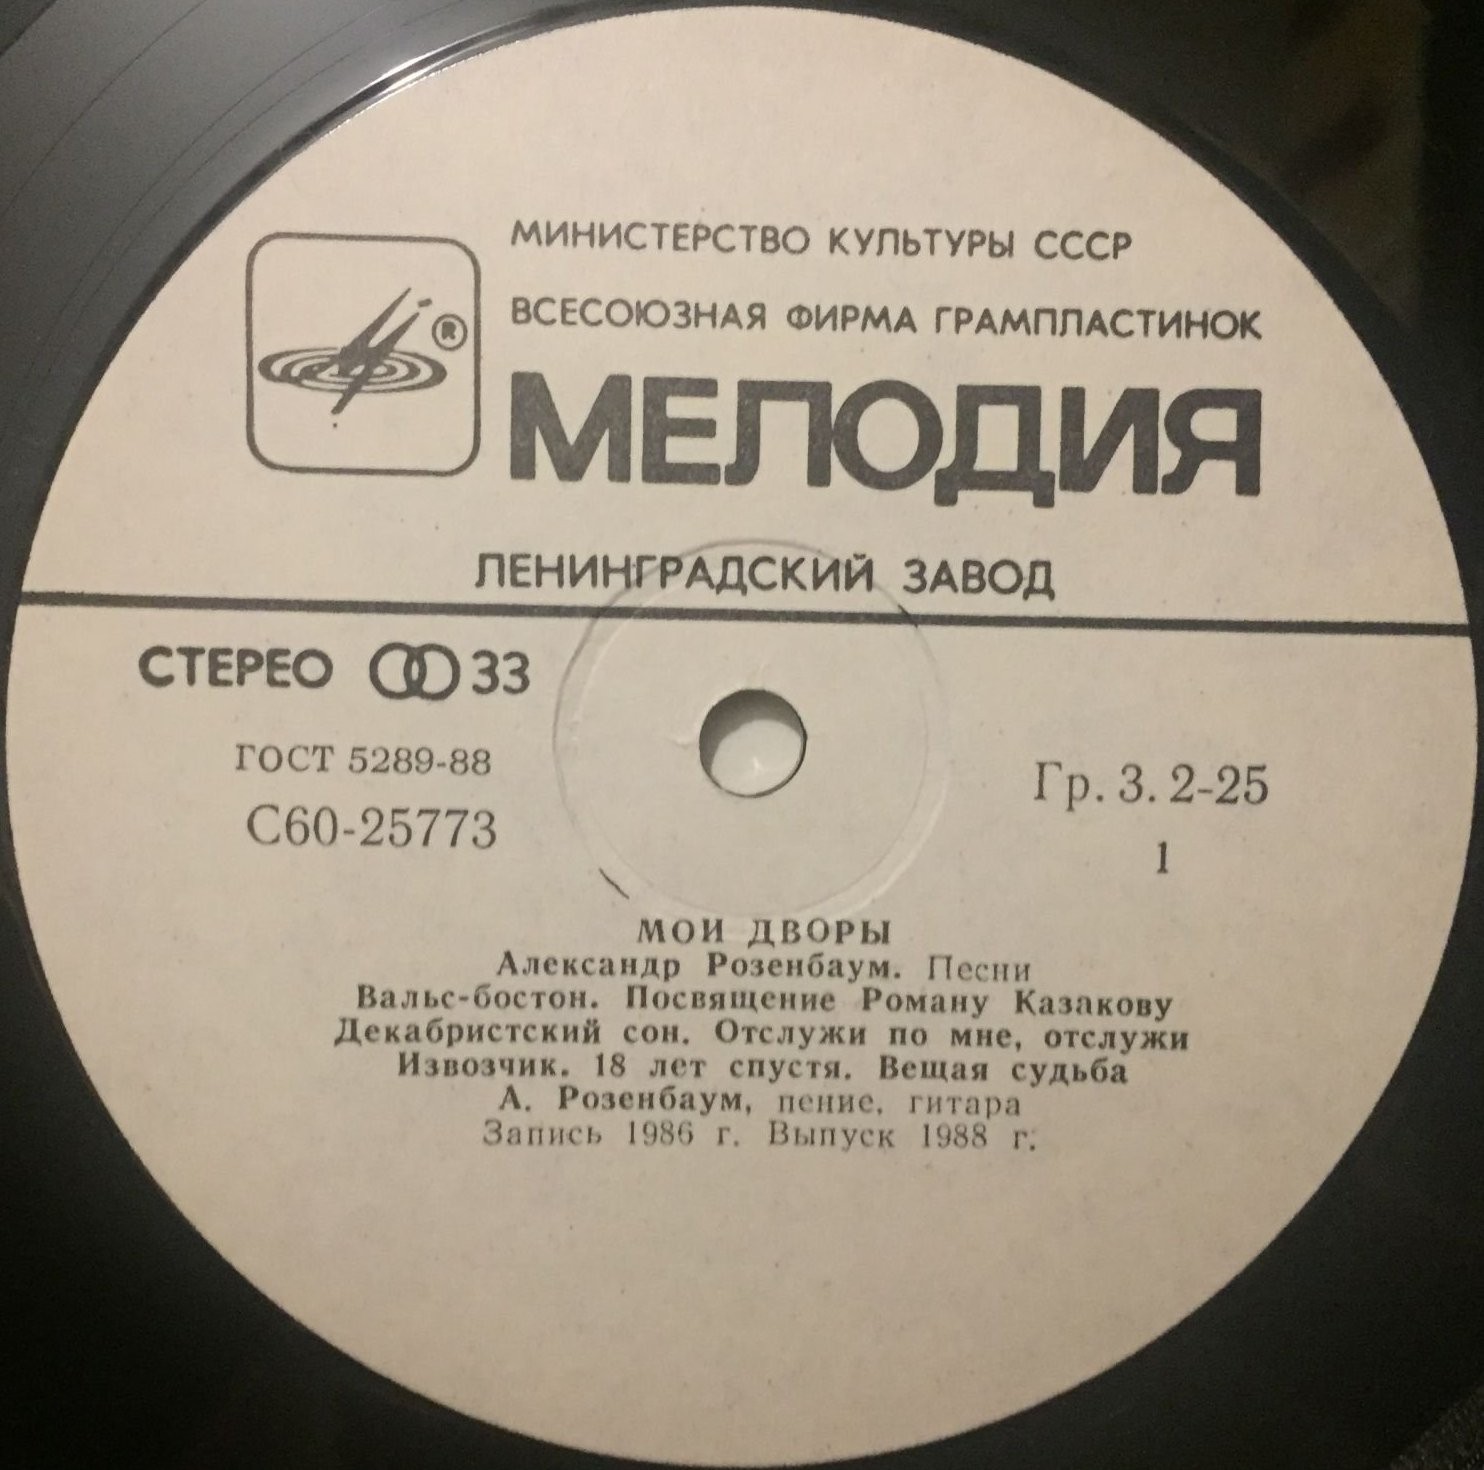 МИНИСТЕРСТВО КУЛЬТУРЫ СССР
ВСЕСОЮЗНАЯ ФИРМА ГРАМПЛАСТИНОК
®
МЕЛОДИЯ
ЛЕНИНГРАДСКИЙ ЗАВОД
СТЕРЕО 33
ГОСТ 5289-88
С60-25773
Гр. 3. 2-25
1
МОИ ДВОРЫ
Александр Розенбаум. Песни
Вальс-бостон. Посвящение Роману Казакову
Декабристский сон. Отслужи по мне, отслужи
Извозчик. 18 лет спустя. Вещая судьба
А. Розенбаум, пение, гитара
Запись 1986 г. Выпуск 1988 г.